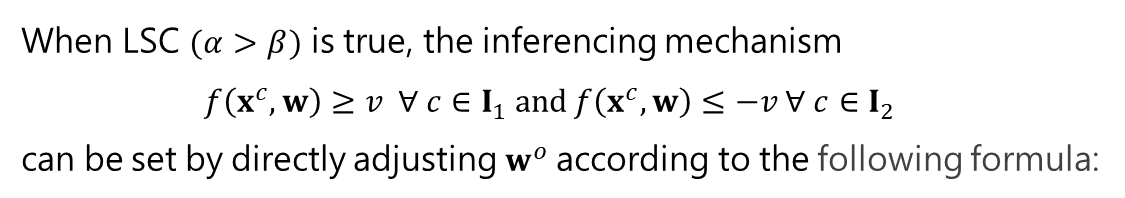 When LSC (α > β) is true, the inferencing mechanism
f(xᶜ, w) ≥ v ∀ c ∈ I₁ and f(xᶜ, w) ≤ −v ∀ c ∈ I₂
can be set by directly adjusting wᵒ according to the following formula: